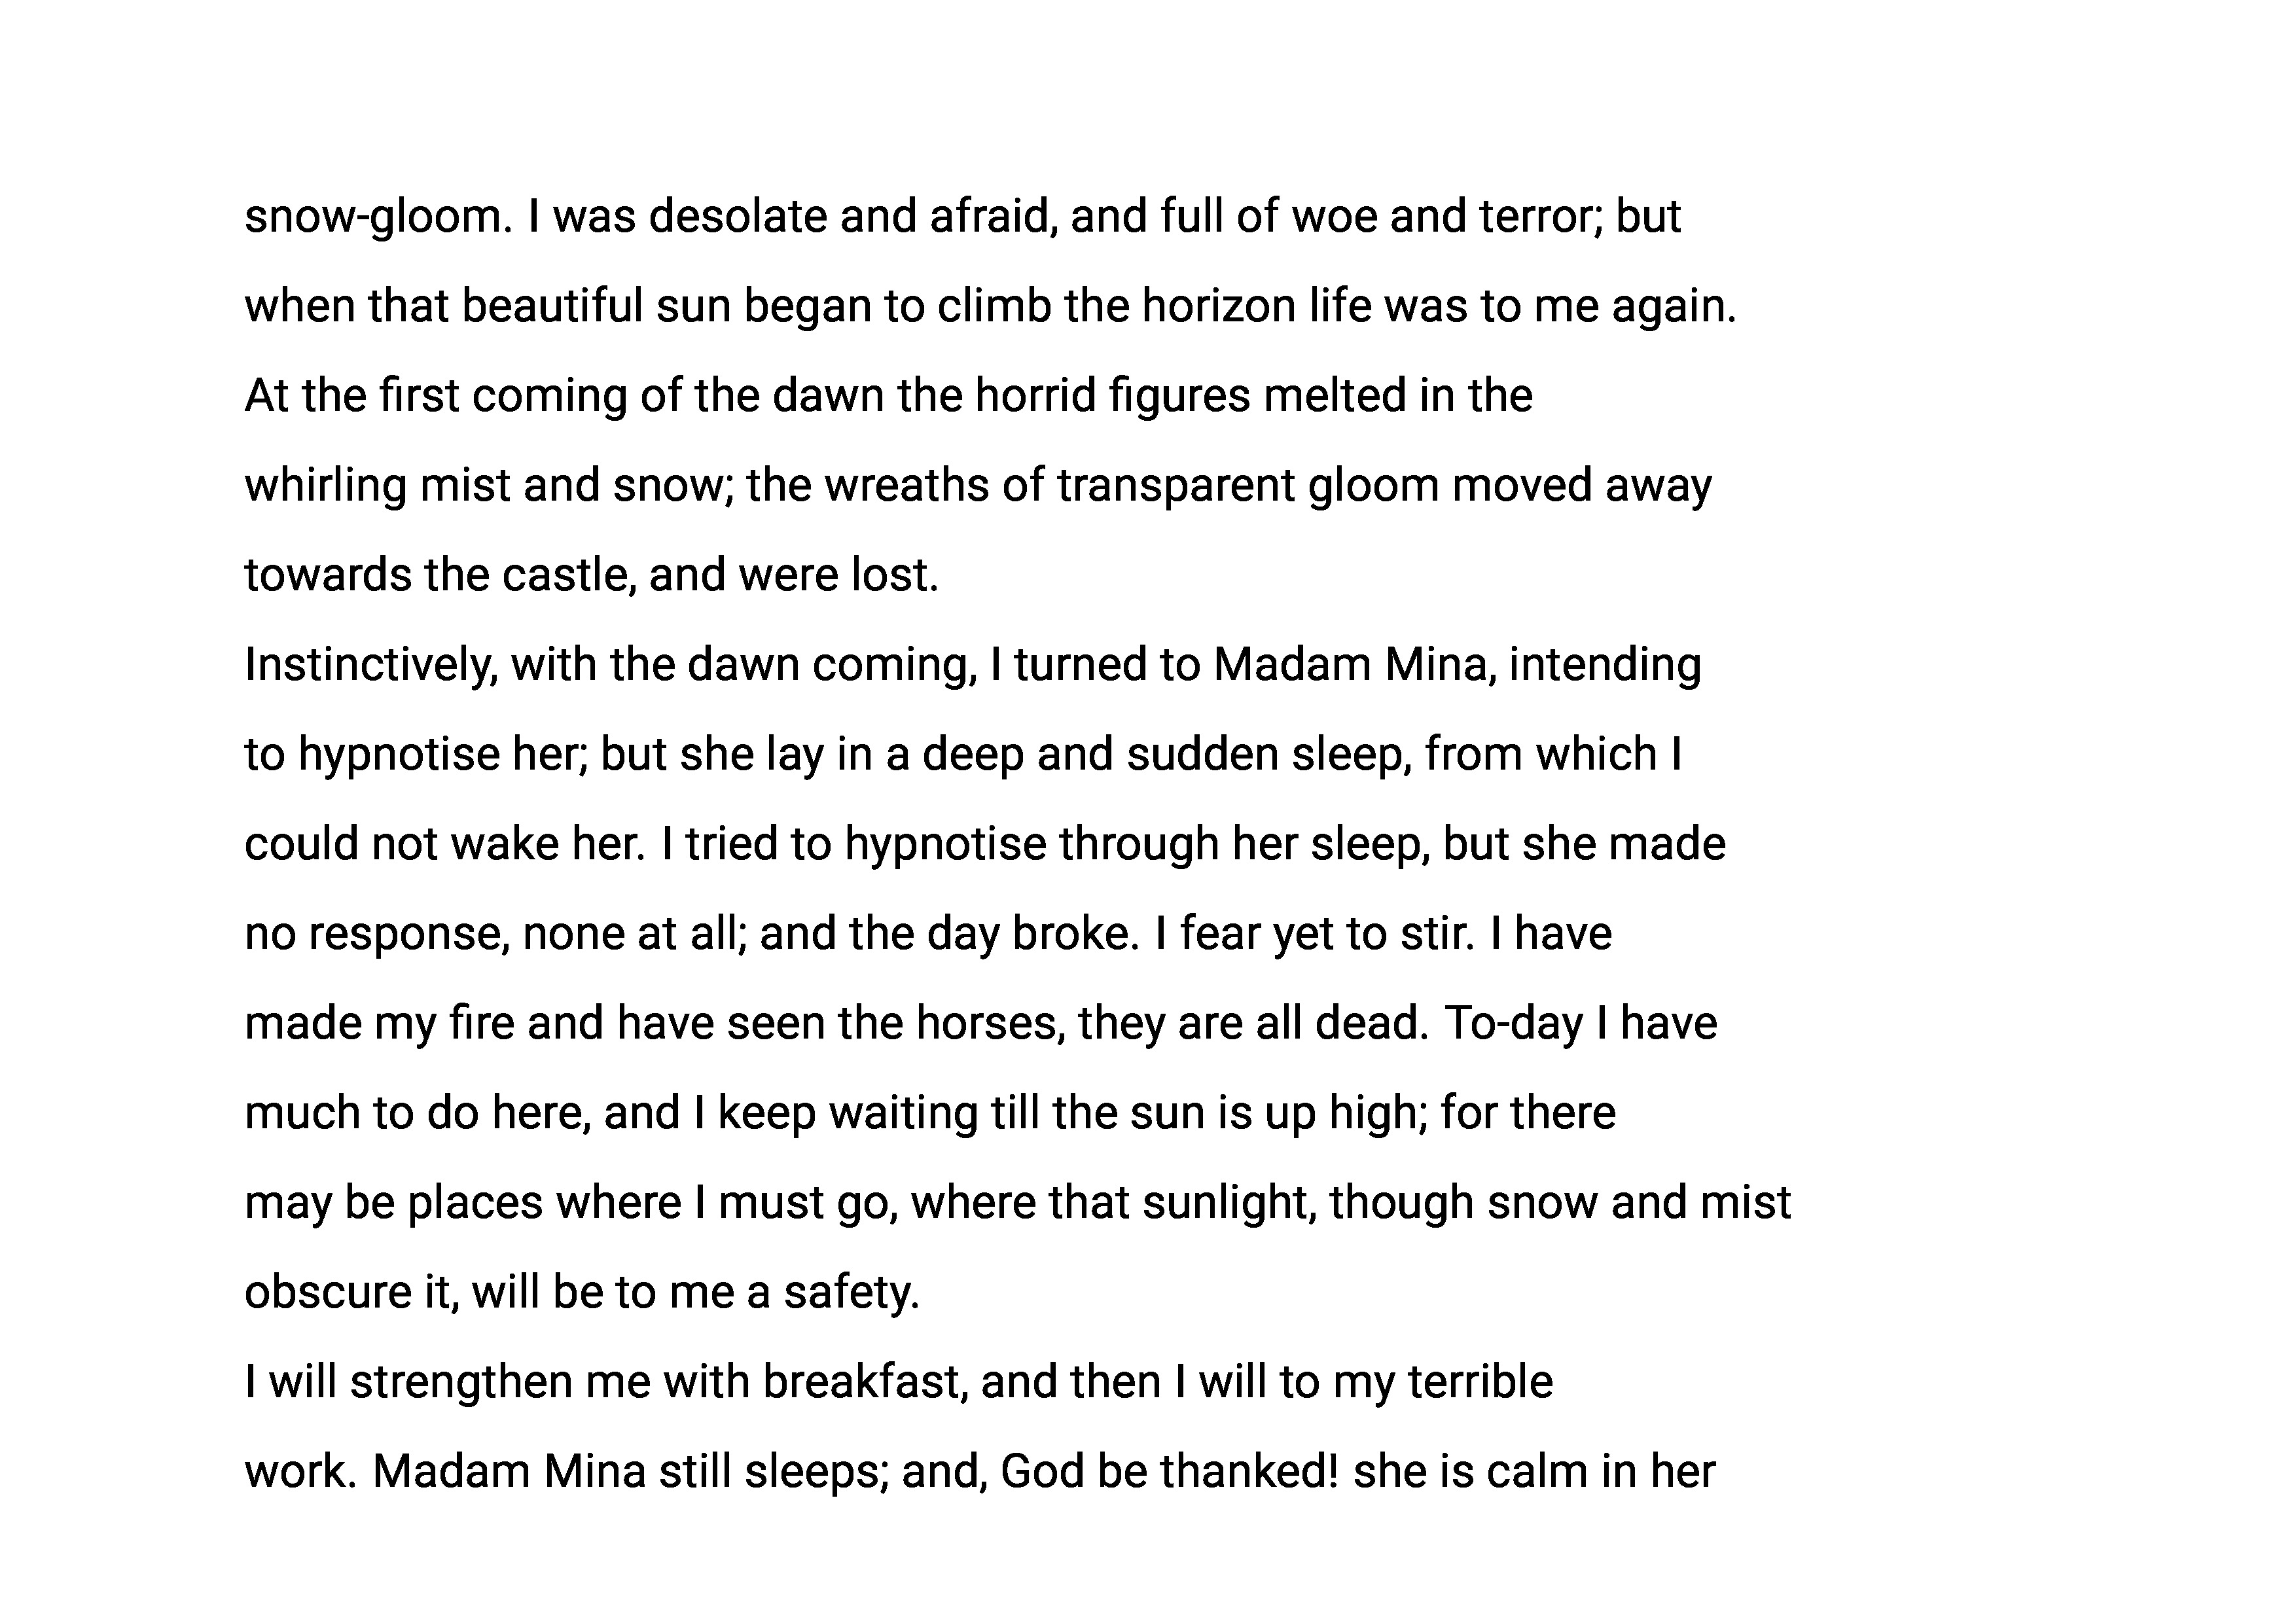 snow-gloom. I was desolate and afraid, and full of woe and terror; but
when that beautiful sun began to climb the horizon life was to me again.
At the first coming of the dawn the horrid figures melted in the
whirling mist and snow; the wreaths of transparent gloom moved away
towards the castle, and were lost.
Instinctively, with the dawn coming, I turned to Madam Mina, intending
to hypnotise her; but she lay in a deep and sudden sleep, from which I
could not wake her. I tried to hypnotise through her sleep, but she made
no response, none at all; and the day broke. I fear yet to stir. I have
made my fire and have seen the horses, they are all dead. To-day I have
much to do here, and I keep waiting till the sun is up high; for there
may be places where I must go, where that sunlight, though snow and mist
obscure it, will be to me a safety.
I will strengthen me with breakfast, and then I will to my terrible
work. Madam Mina still sleeps; and, God be thanked! she is calm in her